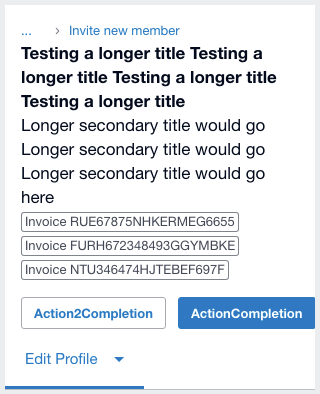 ... > Invite new member
Testing a longer title Testing a
longer title Testing a longer title
Testing a longer title
Longer secondary title would go
Longer secondary title would go
Longer secondary title would go
here
Invoice RUE67875NHKERMEG6655
Invoice FURH672348493GGYMBKE
Invoice NTU346474HJTEBEF697F
Action2Completion ActionCompletion
Edit Profile